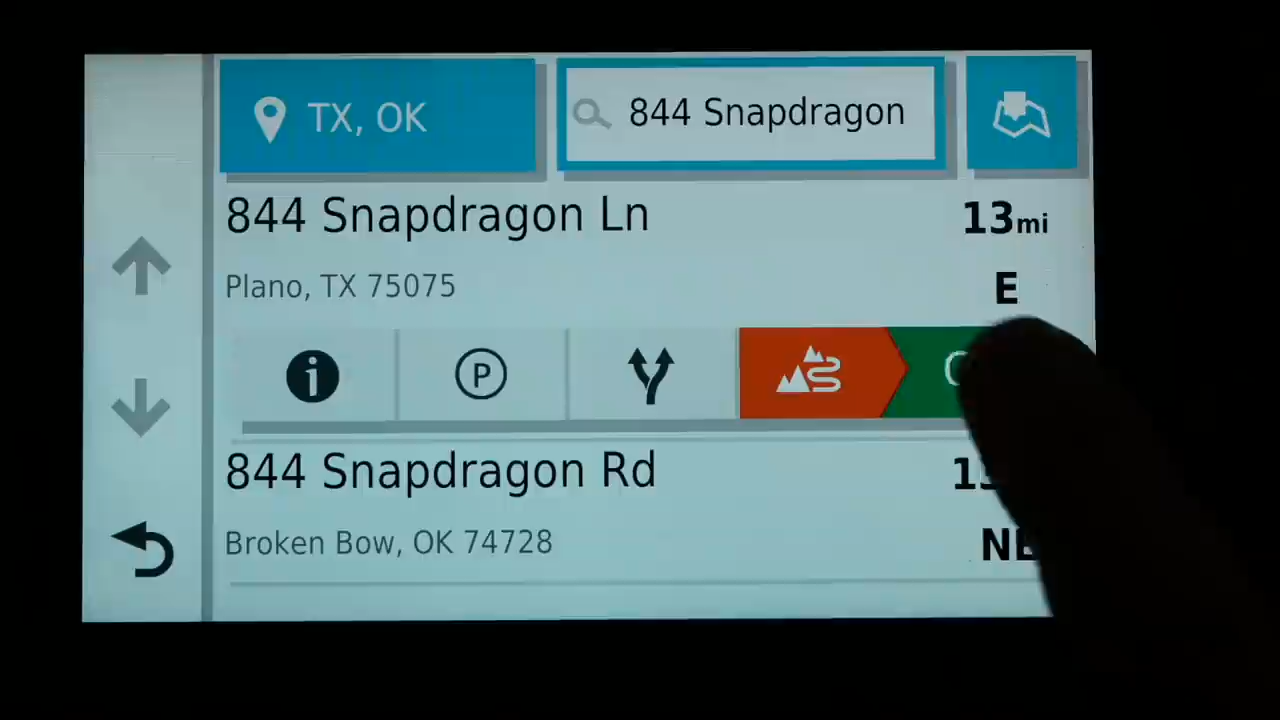 TX, OK
844 Snapdragon
844 Snapdragon Ln
13mi
Plano, TX 75075
E
P
844 Snapdragon Rd
Broken Bow, OK 74728